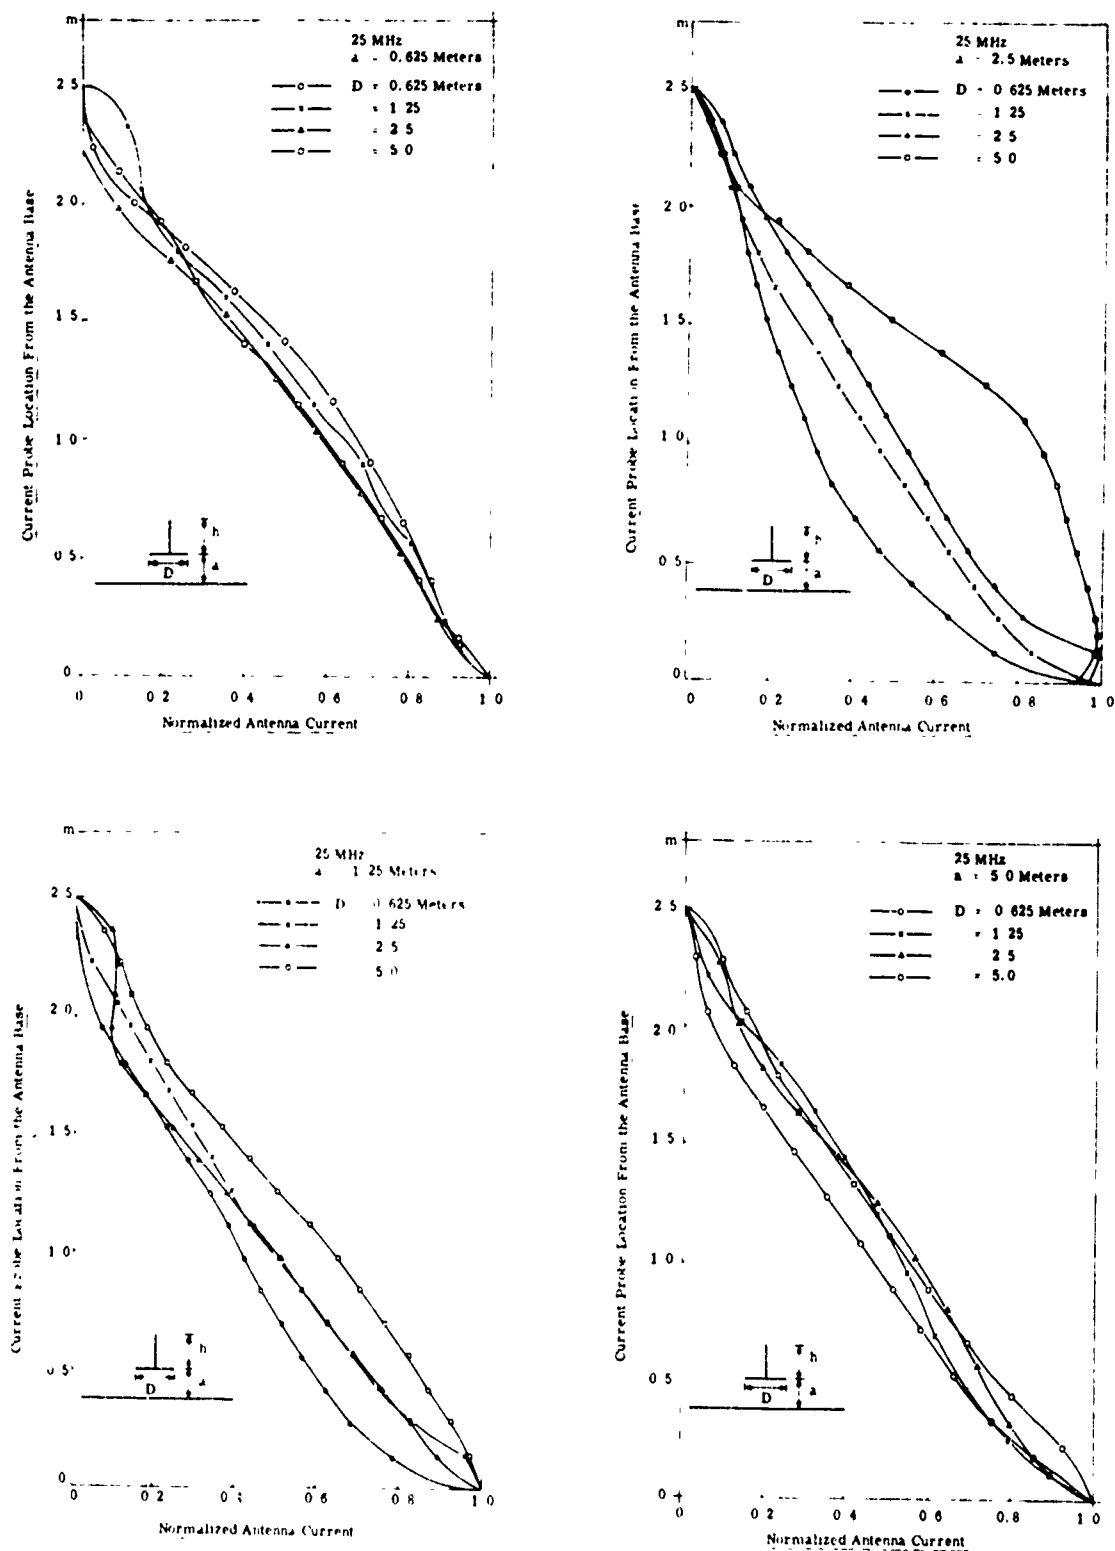 m
25 MHz
a - 0.625 Meters
D = 0.625 Meters
= 1 25
= 2 5
= 5 0
2 5
2 0
1 5
1 0
0 5
0
Current Probe Location From the Antenna Base
h
a
D
0 0 2 0 4 0 6 0 8 1 0
Normalized Antenna Current
m
25 MHz
a - 2.5 Meters
D - 0 625 Meters
- 1 25
- 2 5
= 5 0
2 5
2 0
1 5
1 0
0 5
0
Current Probe Location From the Antenna Base
h
a
D
0 0 2 0 4 0 6 0 8 1 0
Normalized Antenna Current
m
25 MHz
a 1 25 Meters
D 0.625 Meters
1 25
2 5
5 0
2 5
2 0
1 5
1 0
0 5
0
Current Probe Location From the Antenna Base
h
a
D
0 0 2 0 4 0 6 0 8 1 0
Normalized Antenna Current
m
25 MHz
a = 5 0 Meters
D = 0 625 Meters
= 1 25
2 5
= 5.0
2 5
2 0
1 5
1 0
0 5
0
Current Probe Location From the Antenna Base
h
a
D
0 0 2 0 4 0 6 0 8 1 0
Normalized Antenna Current